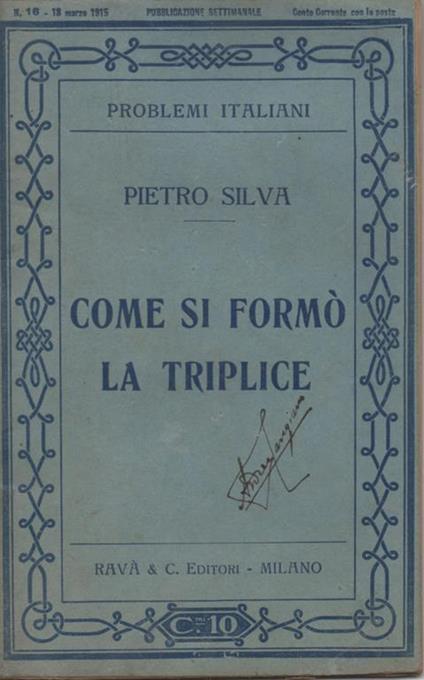 N. 16 - 18 marzo 1915 PUBBLICAZIONE SETTIMANALE Conto Corrente con la posta
PROBLEMI ITALIANI
PIETRO SILVA
COME SI FORMÒ
LA TRIPLICE
RAVÀ & C. EDITORI - MILANO
C.mi 10